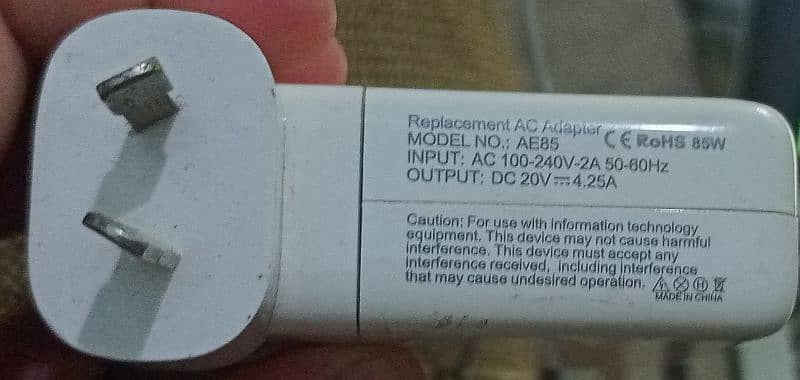 Replacement AC Adapter
CE RoHS 85W
MODEL NO.: AE85
INPUT: AC 100-240V-2A 50-60Hz
OUTPUT: DC 20V⎓4.25A
Caution: For use with information technology
equipment. This device may not cause harmful
interference. This device must accept any
interference received, including interference
that may cause undesired operation.
MADE IN CHINA